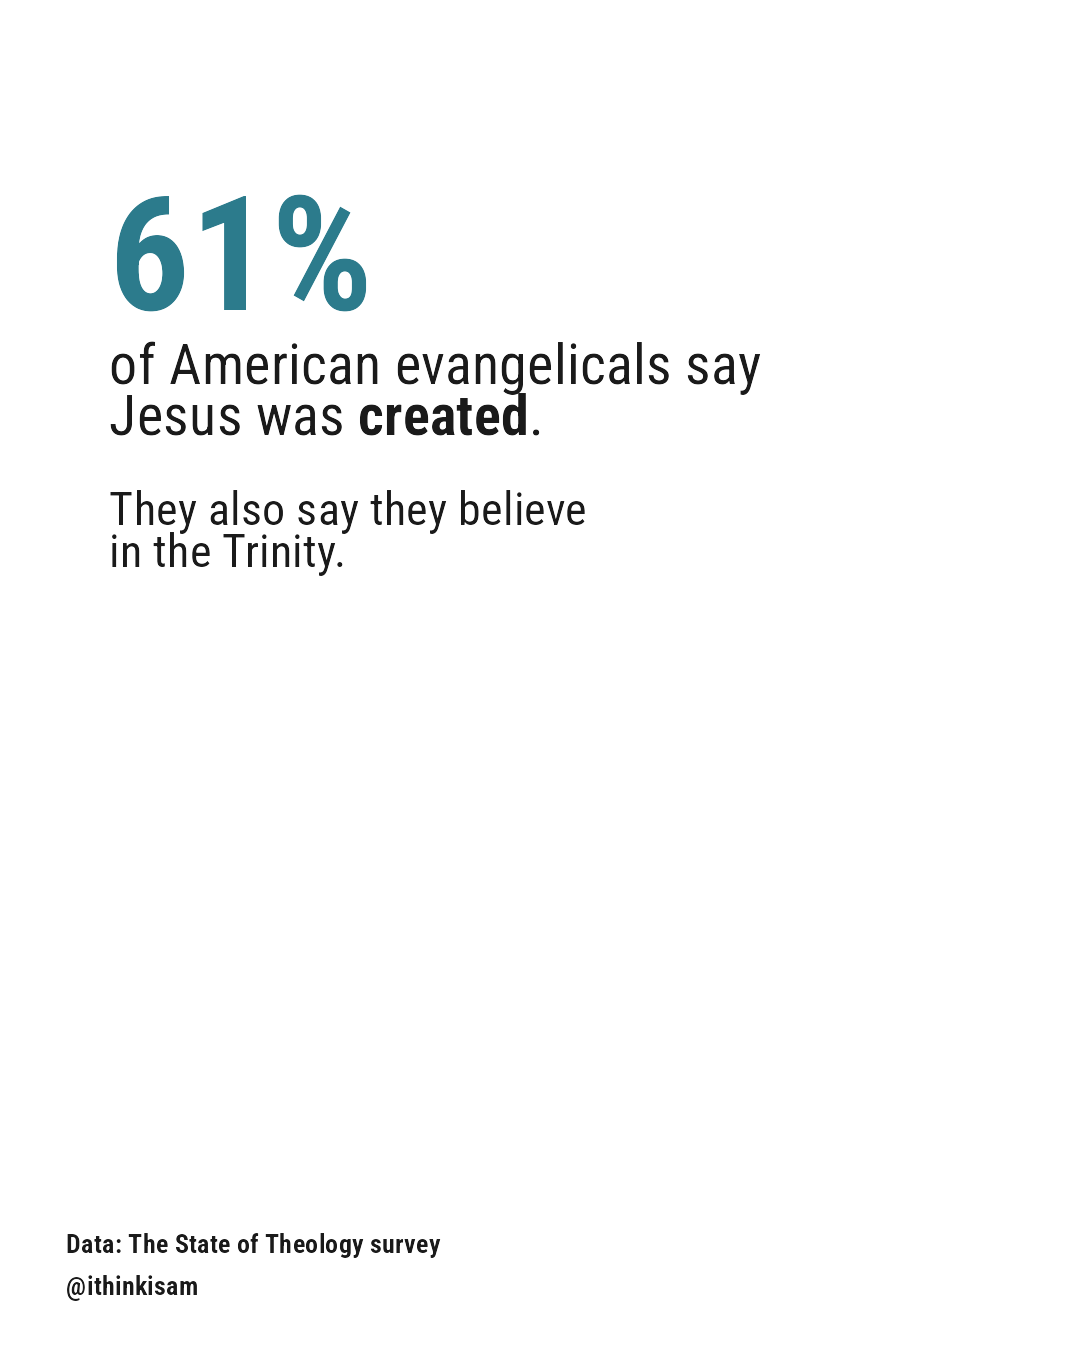 61%
of American evangelicals say
Jesus was created.
They also say they believe
in the Trinity.
Data: The State of Theology survey
@ithinkisam